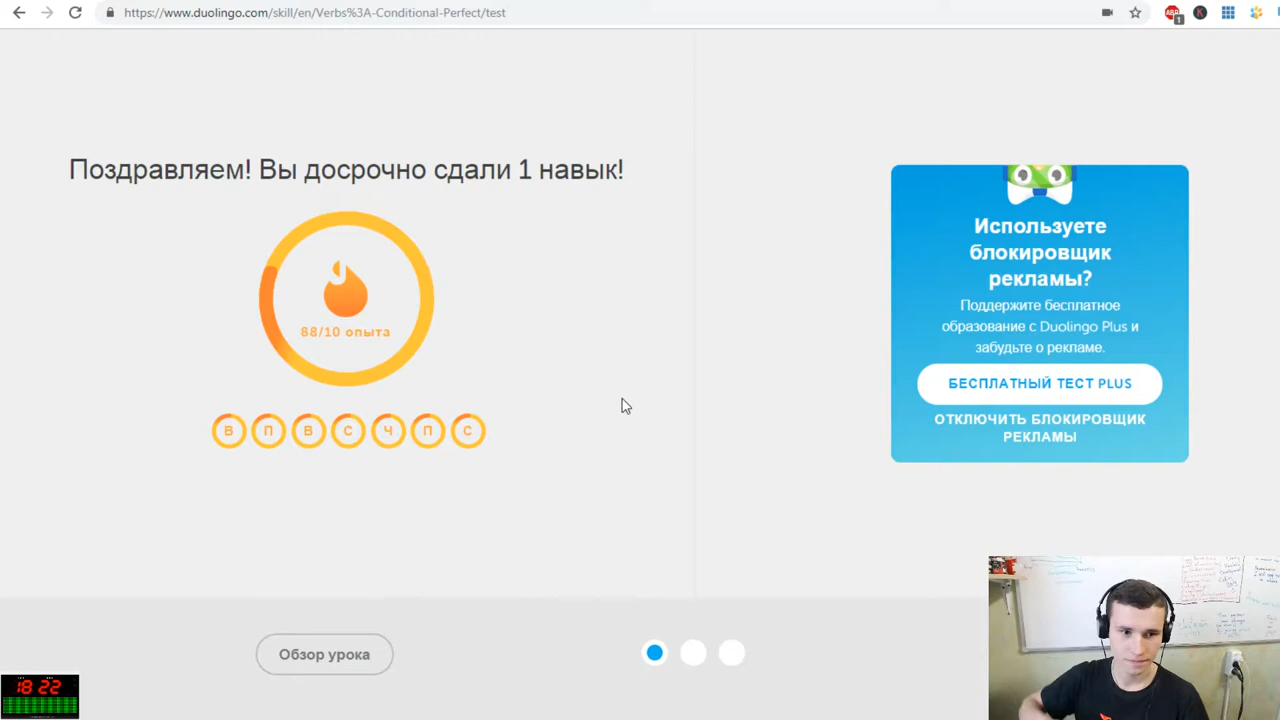 https://www.duolingo.com/skill/en/Verbs%3A-Conditional-Perfect/test
ABP
1
K
Поздравляем! Вы досрочно сдали 1 навык!
88/10 опыта
В П В С Ч П С
Используете
блокировщик
рекламы?
Поддержите бесплатное
образование с Duolingo Plus и
забудьте о рекламе.
БЕСПЛАТНЫЙ ТЕСТ PLUS
ОТКЛЮЧИТЬ БЛОКИРОВЩИК
РЕКЛАМЫ
Обзор урока
18 22